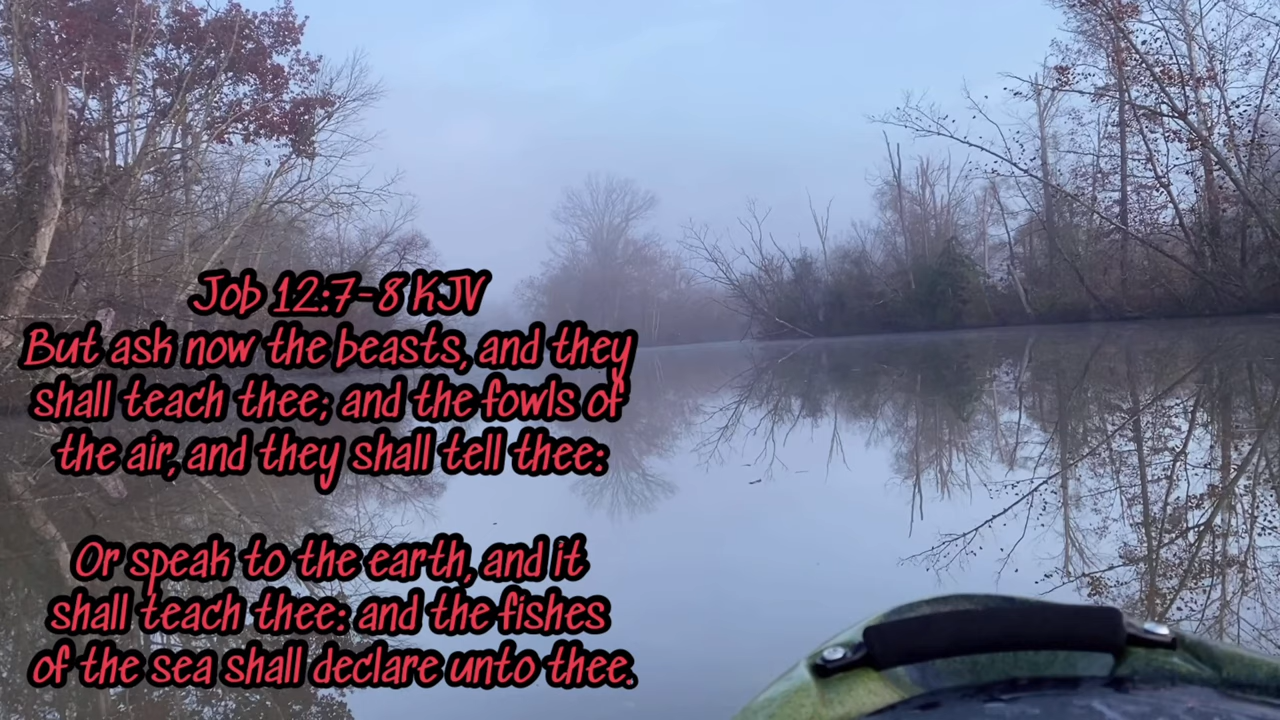 Job 12:7-8 KJV
But ask now the beasts, and they
shall teach thee; and the fowls of
the air, and they shall tell thee:
Or speak to the earth, and it
shall teach thee: and the fishes
of the sea shall declare unto thee.